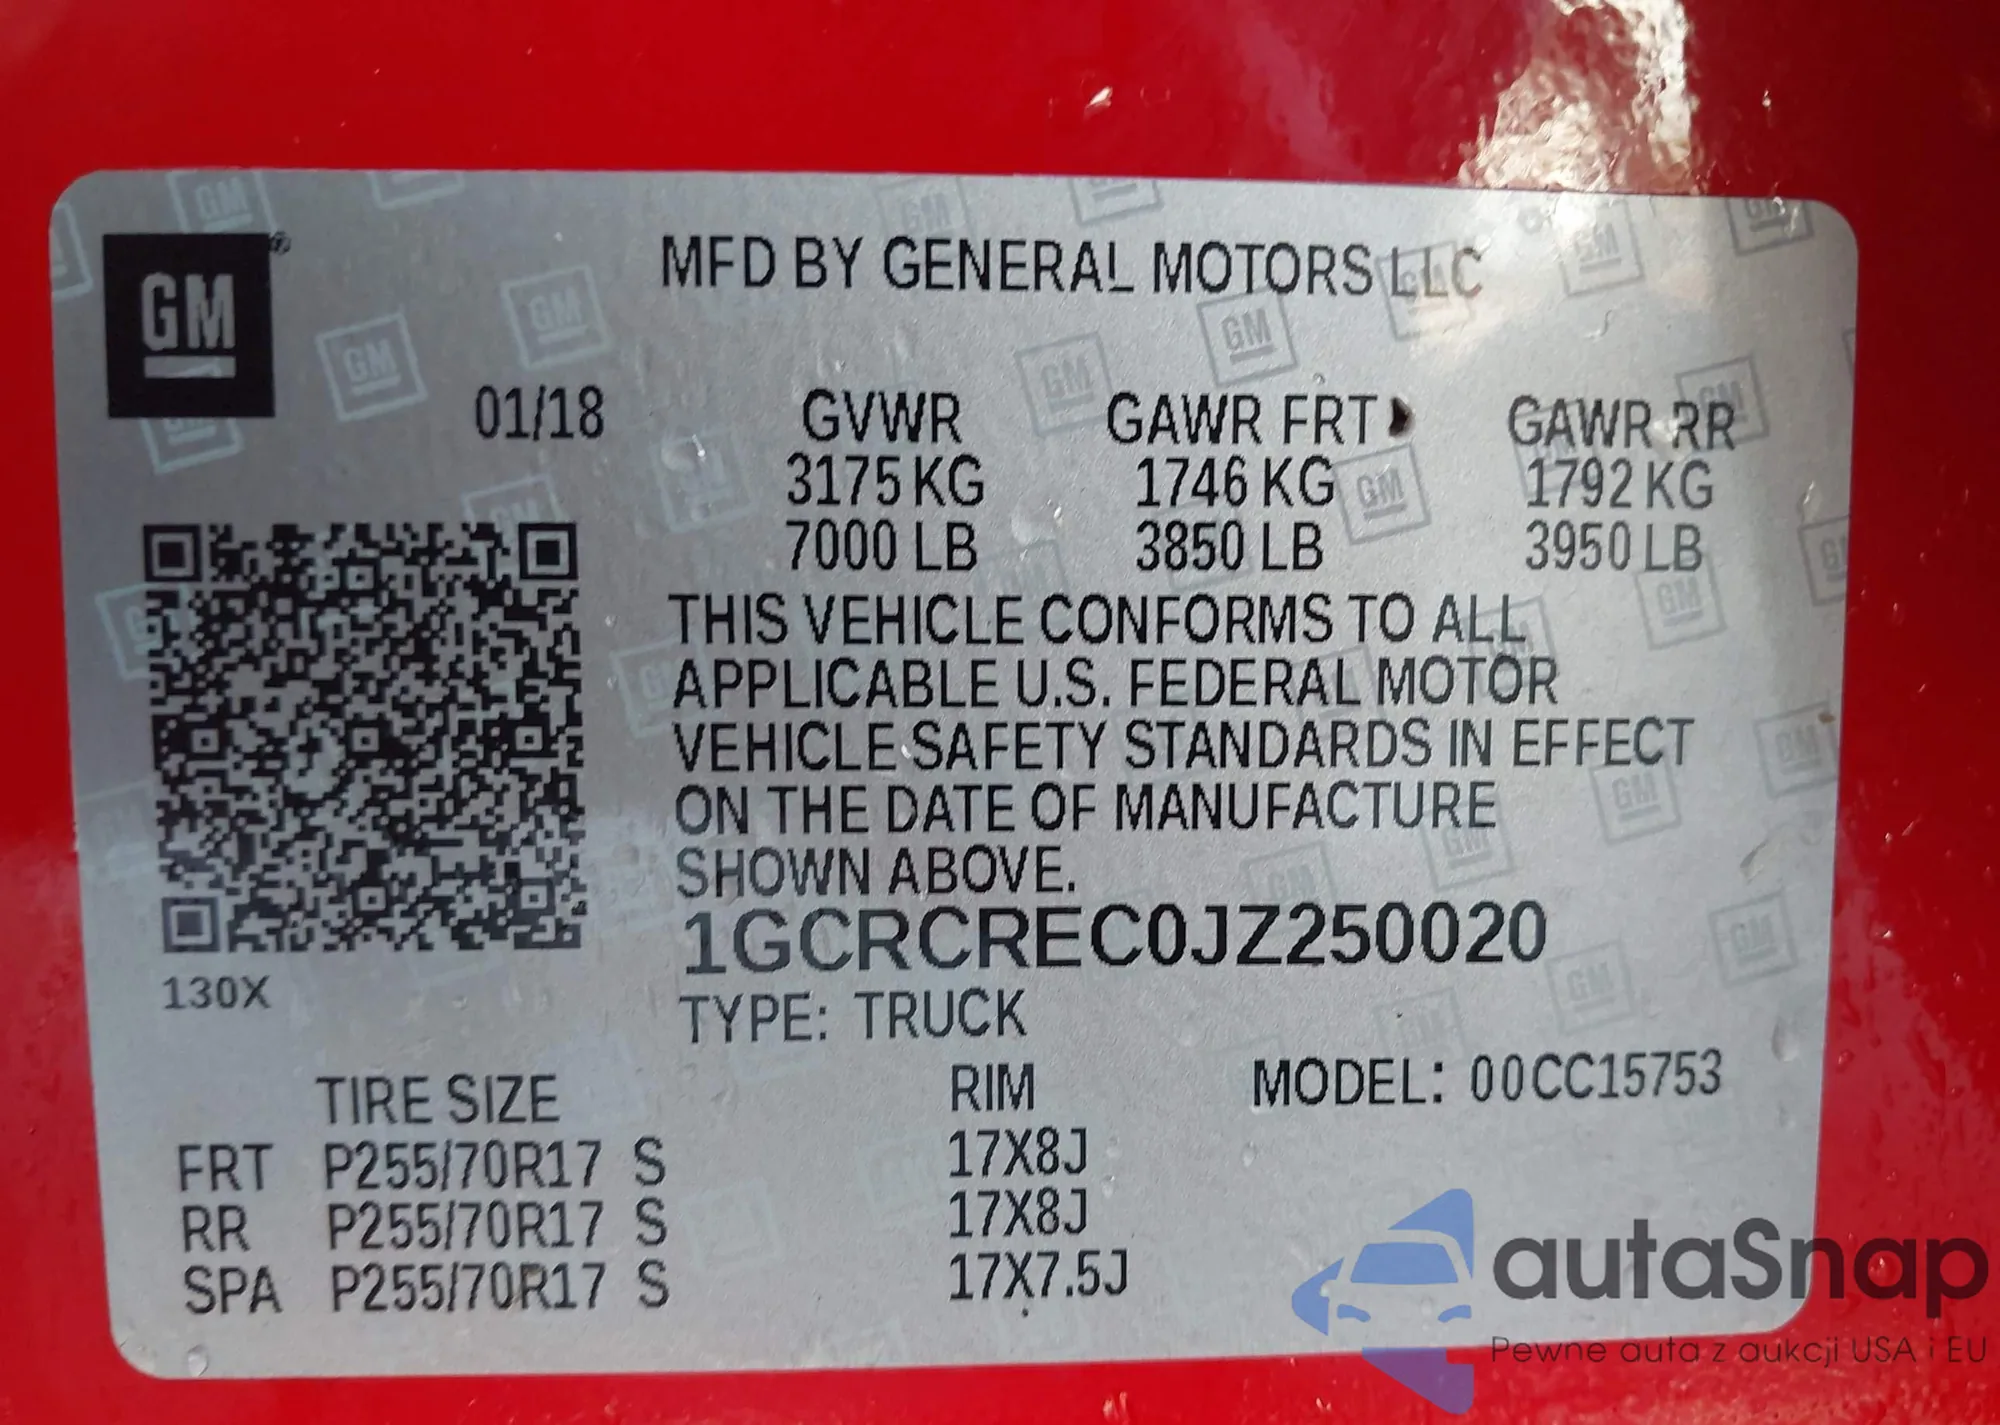 GM
MFD BY GENERAL MOTORS LLC
01/18 GVWR GAWR FRT GAWR RR
3175 KG 1746 KG 1792 KG
7000 LB 3850 LB 3950 LB
THIS VEHICLE CONFORMS TO ALL
APPLICABLE U.S. FEDERAL MOTOR
VEHICLE SAFETY STANDARDS IN EFFECT
ON THE DATE OF MANUFACTURE
SHOWN ABOVE.
1GCRCREC0JZ250020
130X
TYPE: TRUCK
TIRE SIZE RIM MODEL: 00CC15753
FRT P255/70R17 S 17X8J
RR P255/70R17 S 17X8J
SPA P255/70R17 S 17X7.5J
autaSnap
Pewne auta z aukcji USA i EU